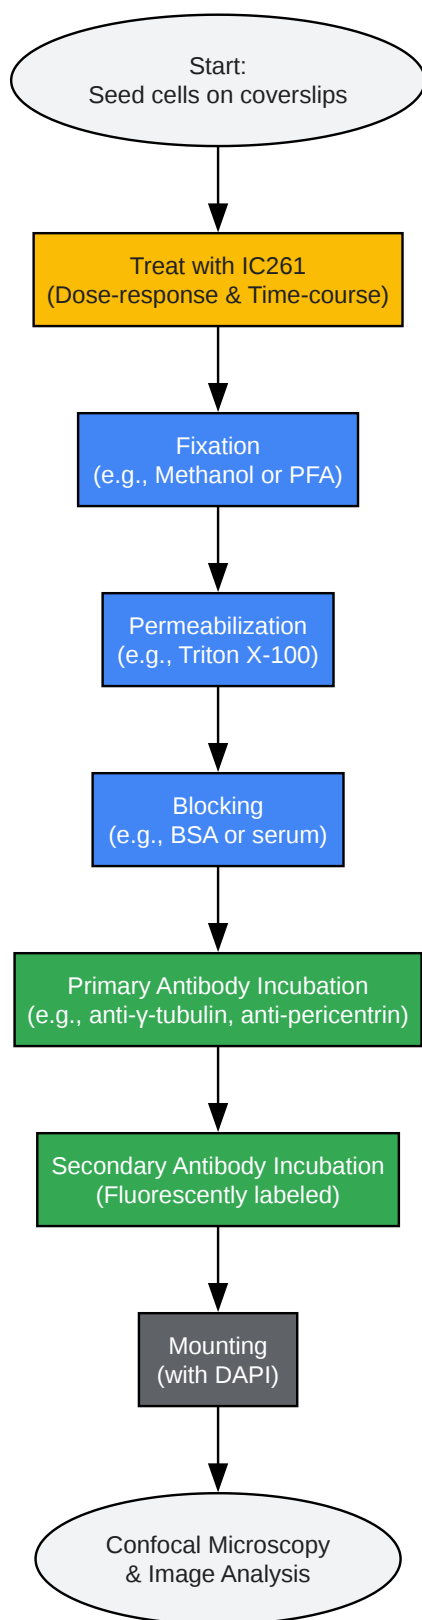 Start:
Seed cells on coverslips
Treat with IC261
(Dose-response & Time-course)
Fixation
(e.g., Methanol or PFA)
Permeabilization
(e.g., Triton X-100)
Blocking
(e.g., BSA or serum)
Primary Antibody Incubation
(e.g., anti-γ-tubulin, anti-pericentrin)
Secondary Antibody Incubation
(Fluorescently labeled)
Mounting
(with DAPI)
Confocal Microscopy
& Image Analysis